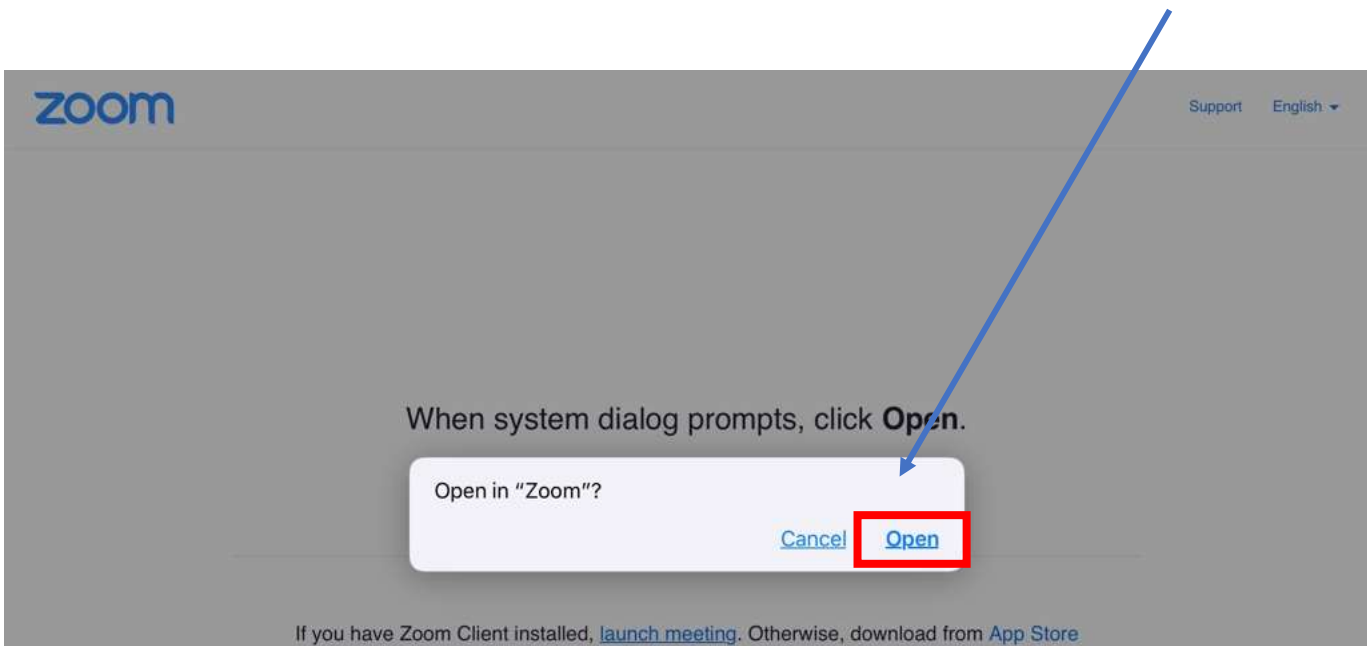 zoom
Support English
When system dialog prompts, click Open.
Open in “Zoom”?
Cancel Open
If you have Zoom Client installed, launch meeting. Otherwise, download from App Store